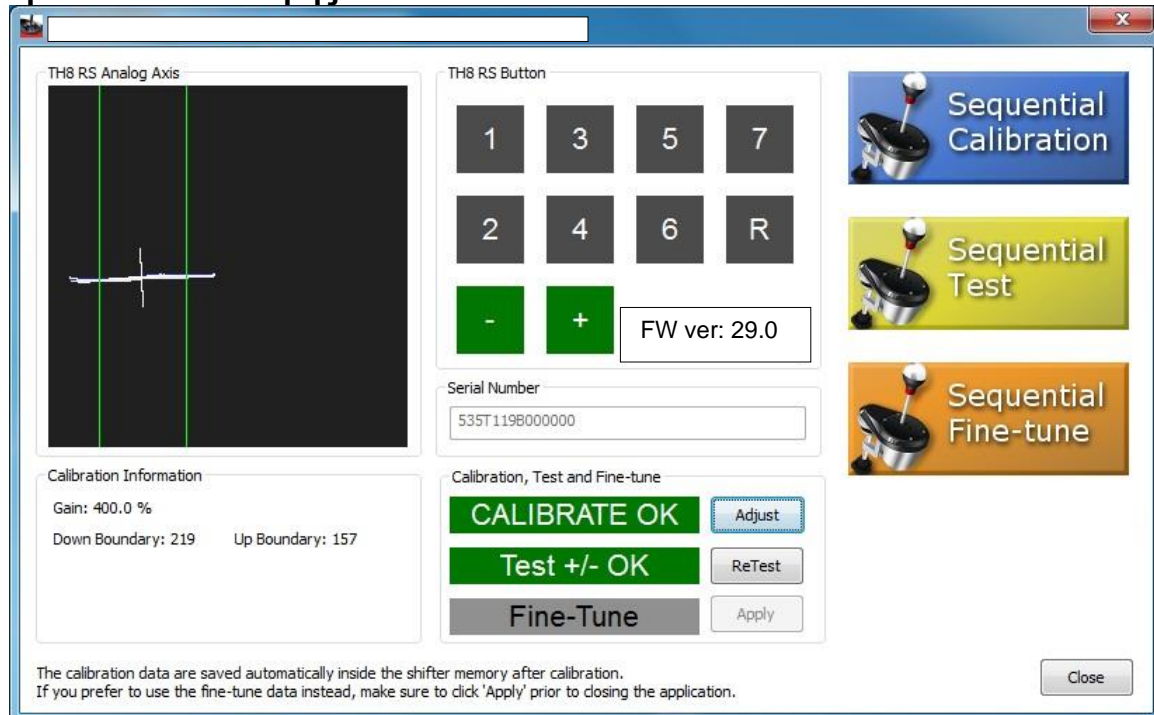 TH8 RS Analog Axis
TH8 RS Button
1 3 5 7
2 4 6 R
- +
FW ver: 29.0
Serial Number
535T119B000000
Calibration Information
Gain: 400.0 %
Down Boundary: 219 Up Boundary: 157
Calibration, Test and Fine-tune
CALIBRATE OK Adjust
Test +/- OK ReTest
Fine-Tune Apply
Sequential
Calibration
Sequential
Test
Sequential
Fine-tune
The calibration data are saved automatically inside the shifter memory after calibration.
If you prefer to use the fine-tune data instead, make sure to click 'Apply' prior to closing the application.
Close